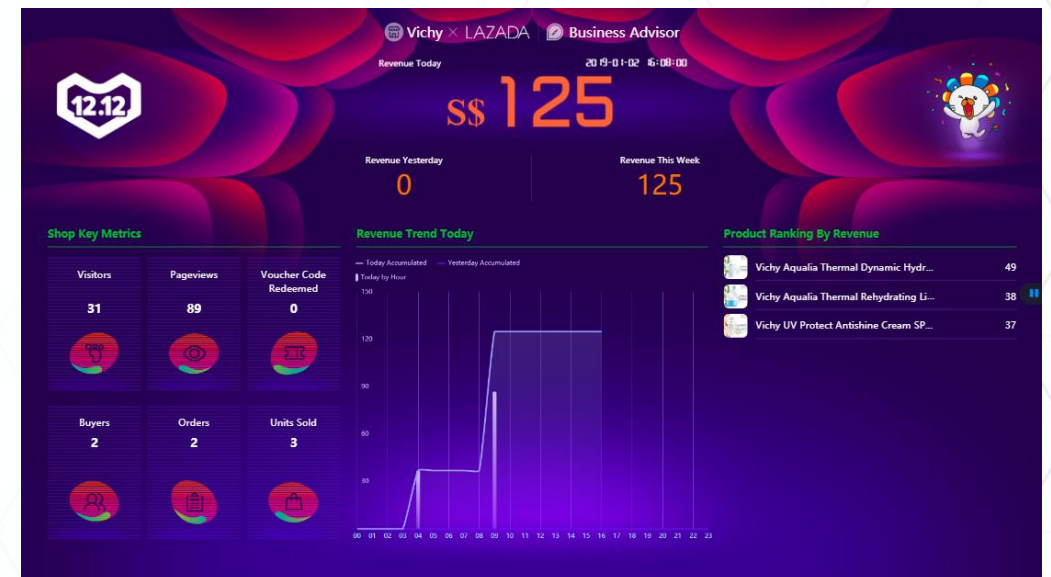 Vichy × LAZADA Business Advisor
Revenue Today 2019-01-02 16:08:00
12.12
S$ 125
Revenue Yesterday Revenue This Week
0 125
Shop Key Metrics
Visitors Pageviews Voucher Code Redeemed
31 89 0
Buyers Orders Units Sold
2 2 3
Revenue Trend Today
Today Accumulated Yesterday Accumulated
Today by Hour
150
120
90
60
30
00 01 02 03 04 05 06 07 08 09 10 11 12 13 14 15 16 17 18 19 20 21 22 23
Product Ranking By Revenue
Vichy Aqualia Thermal Dynamic Hydr... 49
Vichy Aqualia Thermal Rehydrating Li... 38
Vichy UV Protect Antishine Cream SP... 37